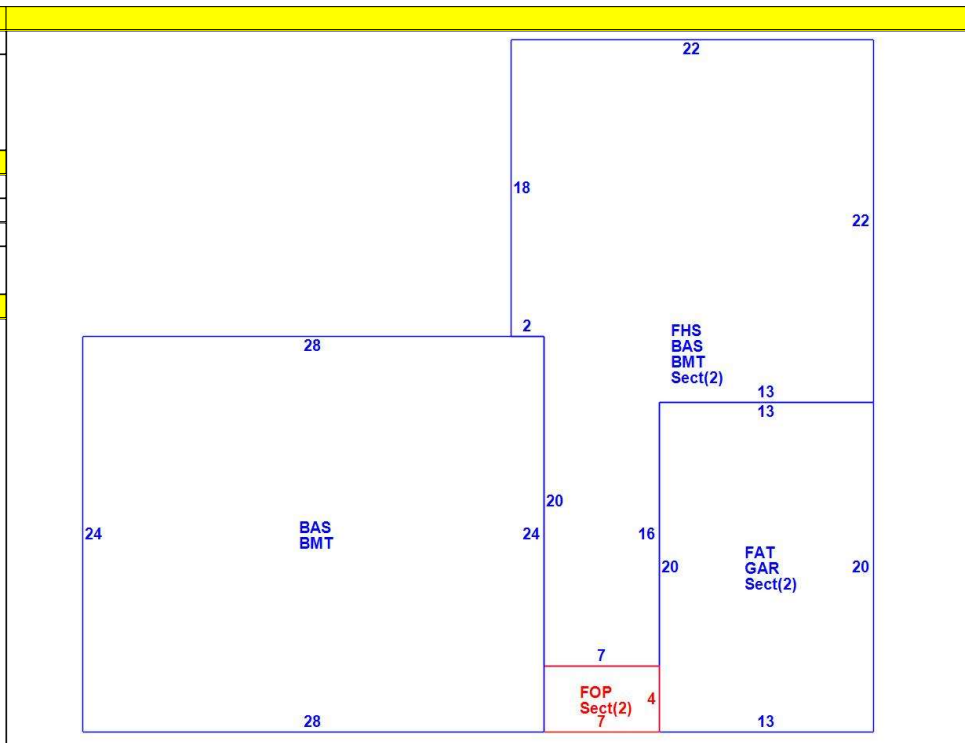 22
18
22
2
28
FHS
BAS
BMT
Sect(2)
13
13
20
24
BAS
BMT
24
16
20
FAT
GAR
Sect(2)
20
7
FOP
Sect(2)
4
7
28
13